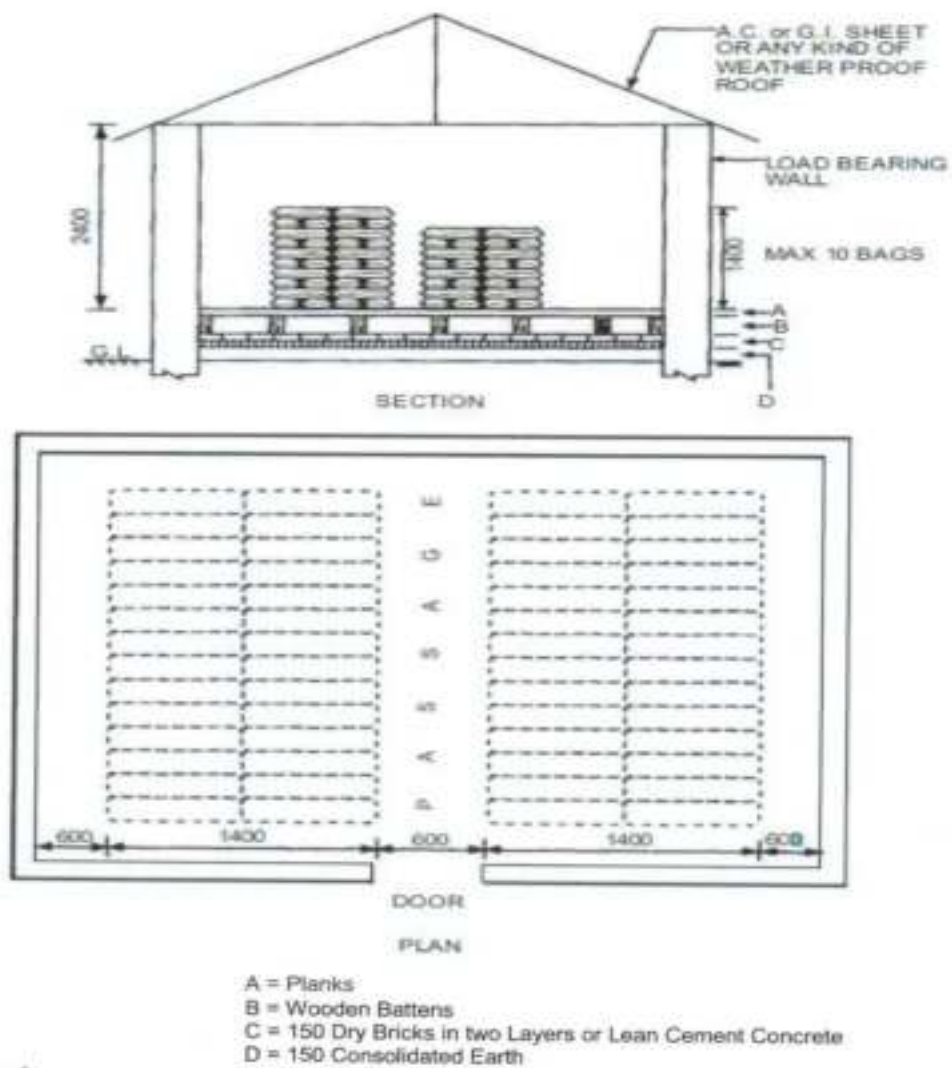 A.C. or G.I. SHEET
OR ANY KIND OF
WEATHER PROOF
ROOF
LOAD BEARING
WALL
2400
1400
MAX 10 BAGS
A
B
C
G.L.
SECTION
D
PASSAGE
600
1400
600
1400
600
DOOR
PLAN
A = Planks
B = Wooden Battens
C = 150 Dry Bricks in two Layers or Lean Cement Concrete
D = 150 Consolidated Earth